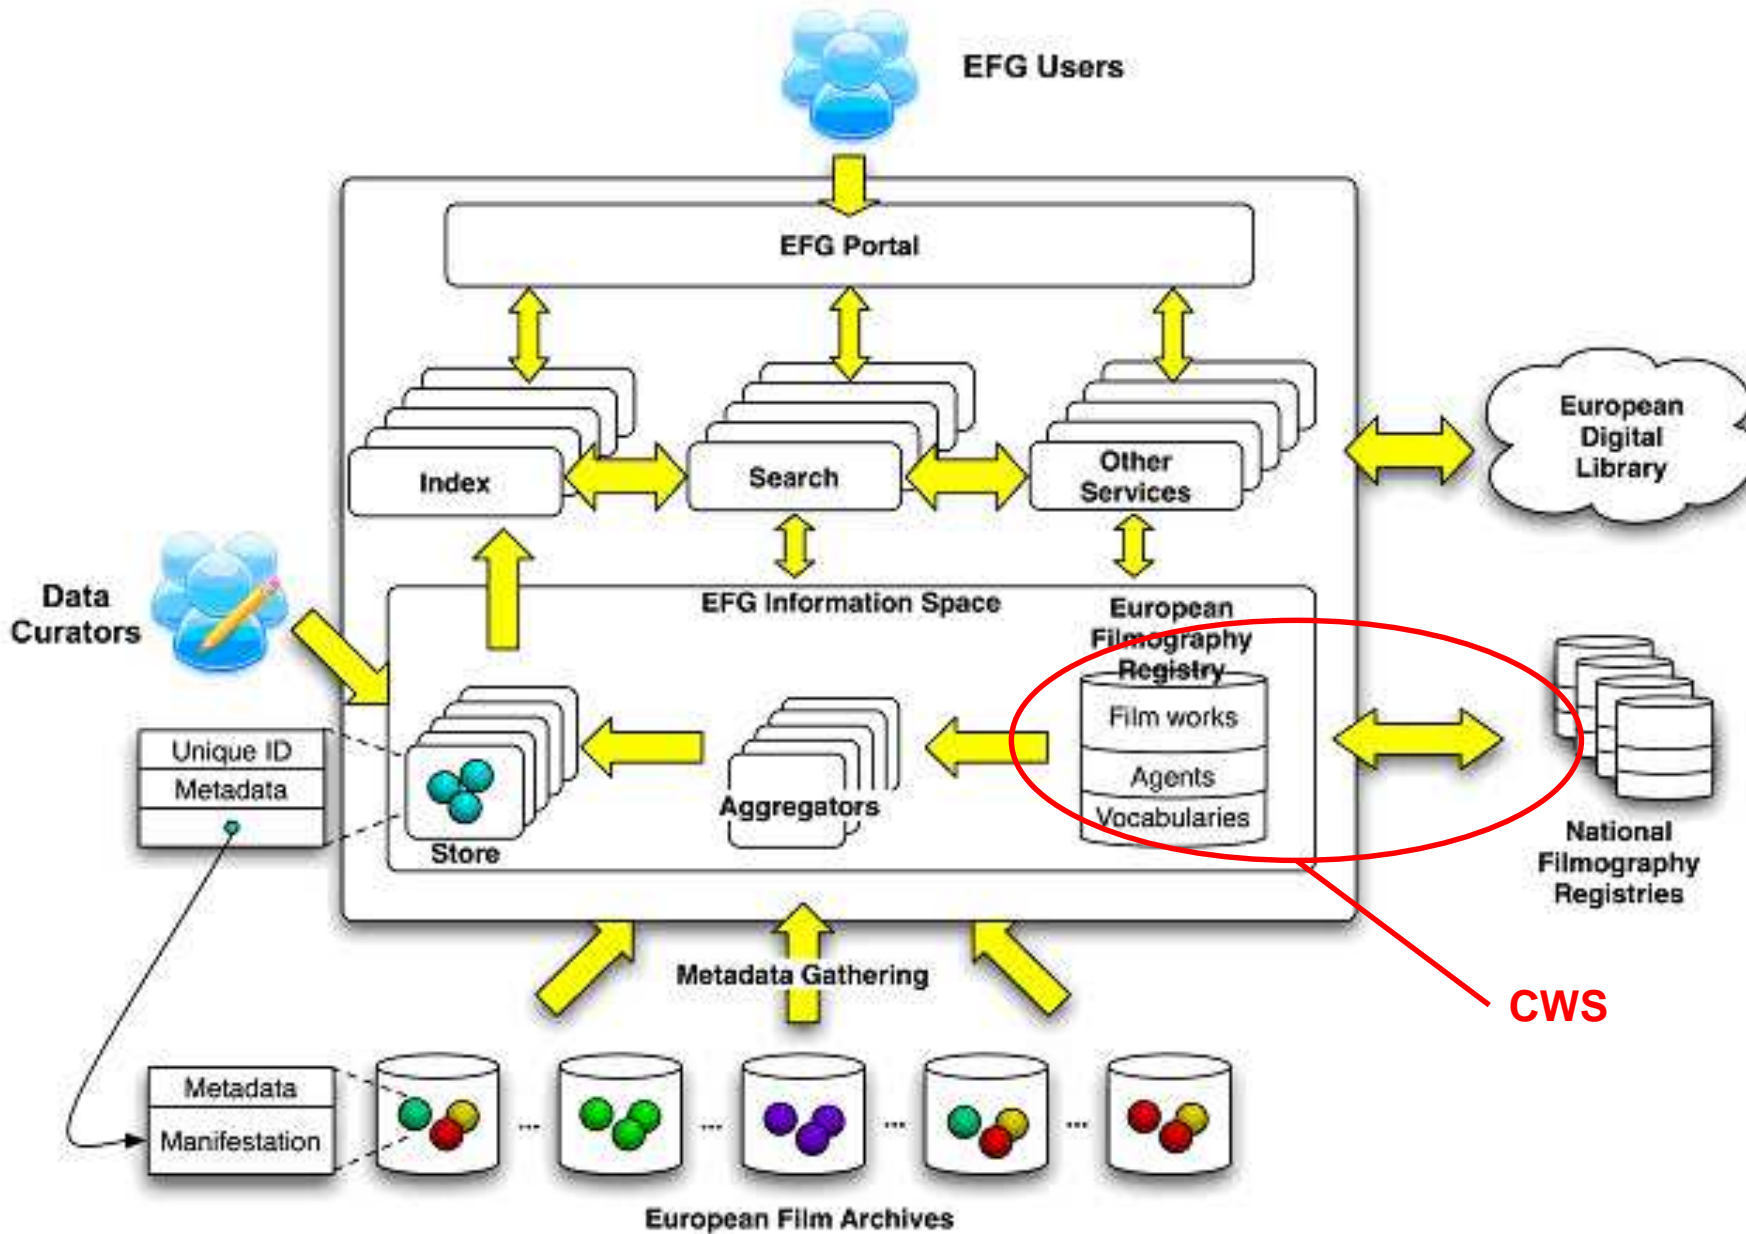 EFG Users
EFG Portal
Index
Search
Other
Services
European
Digital
Library
Data
Curators
EFG Information Space
European
Filmography
Registry
Film works
Agents
Vocabularies
Unique ID
Metadata
Store
Aggregators
National
Filmography
Registries
Metadata Gathering
CWS
Metadata
Manifestation
...
...
...
...
European Film Archives